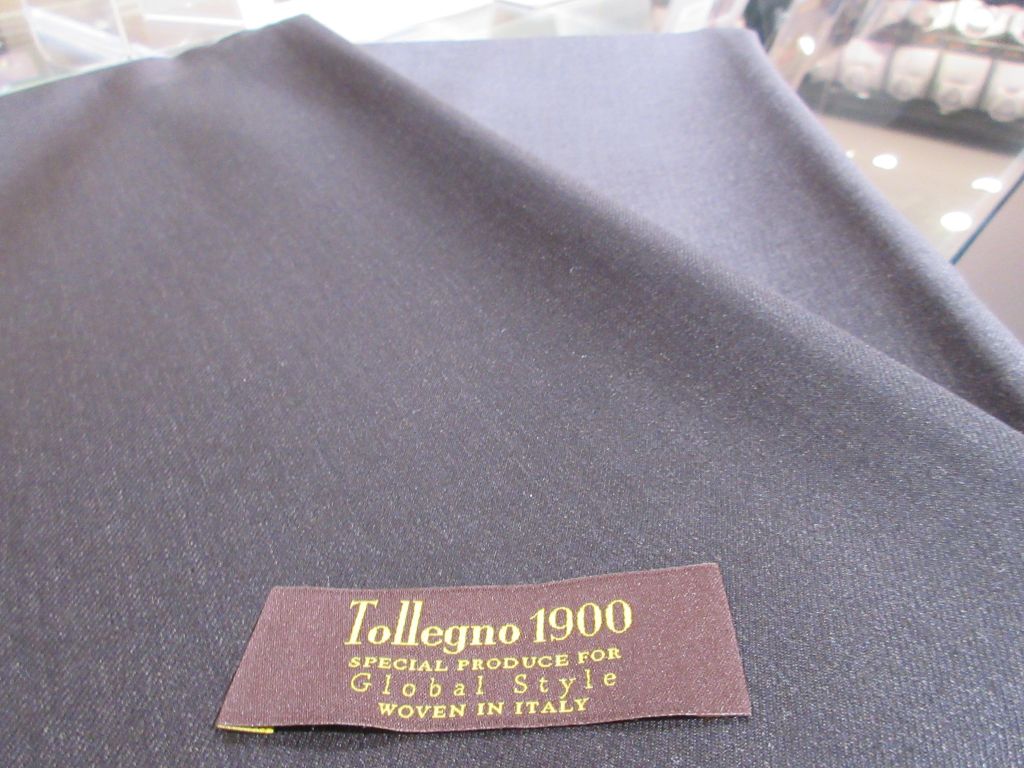 Tollegno 1900
SPECIAL PRODUCE FOR
Global Style
WOVEN IN ITALY